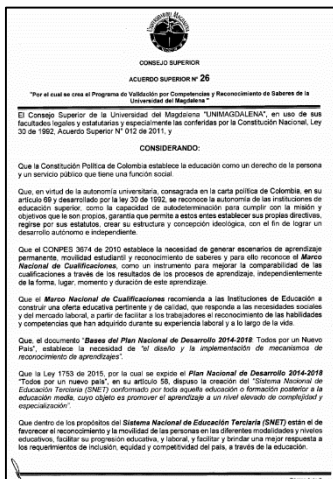 CONSEJO SUPERIOR
ACUERDO SUPERIOR N° 26
"Por el cual se crea el Programa de Validación por Competencias y Reconocimiento de Saberes de la
Universidad del Magdalena "
El Consejo Superior de la Universidad del Magdalena "UNIMAGDALENA", en uso de sus
facultades legales y estatutarias y especialmente las conferidas por la Constitución Nacional, Ley
30 de 1992, Acuerdo Superior N° 012 de 2011, y
CONSIDERANDO:
Que la Constitución Política de Colombia establece la educación como un derecho de la persona
y un servicio público que tiene una función social.
Que, en virtud de la autonomía universitaria, consagrada en la carta política de Colombia, en su
artículo 69 y desarrollado por la ley 30 de 1992, se reconoce la autonomía de las instituciones de
educación superior, como la capacidad de autodeterminación para cumplir con la misión y
objetivos que le son propios, garantía que permite a estos entes establecer sus propias directivas,
regirse por sus estatutos, crear su estructura y concepción ideológica, con el fin de lograr un
desarrollo autónomo e independiente.
Que el CONPES 3674 de 2010 establece la necesidad de generar escenarios de aprendizaje
permanente, movilidad estudiantil y reconocimiento de saberes y para ello reconoce el Marco
Nacional de Cualificaciones, como un instrumento para mejorar la comparabilidad de las
cualificaciones a través de los resultados de los procesos de aprendizaje, independientemente
de la forma, lugar, momento y duración de este aprendizaje.
Que el Marco Nacional de Cualificaciones recomienda a las Instituciones de Educación a
construir una oferta educativa pertinente y de calidad, que responda a las necesidades sociales
y del mercado laboral, a partir de facilitar a los trabajadores el reconocimiento de las habilidades
y competencias que han adquirido durante su experiencia laboral y a lo largo de la vida.
Que, el documento "Bases del Plan Nacional de Desarrollo 2014-2018: Todos por un Nuevo
País", establece la necesidad de "el diseño y la implementación de mecanismos de
reconocimiento de aprendizajes".
Que la Ley 1753 de 2015, por la cual se expide el Plan Nacional de Desarrollo 2014-2018
"Todos por un nuevo país", en su artículo 58, dispuso la creación del "Sistema Nacional de
Educación Terciaria (SNET) conformado por toda aquella educación o formación posterior a la
educación media, cuyo objeto es promover el aprendizaje a un nivel elevado de complejidad y
especialización".
Que dentro de los propósitos del Sistema Nacional de Educación Terciaria (SNET) están el de
favorecer el reconocimiento y la movilidad de las personas en las diferentes modalidades y niveles
educativos, facilitar su progresión educativa, y laboral, y facilitar y brindar una mejor respuesta a
los requerimientos de inclusión, equidad y competitividad del país, a través de la educación.